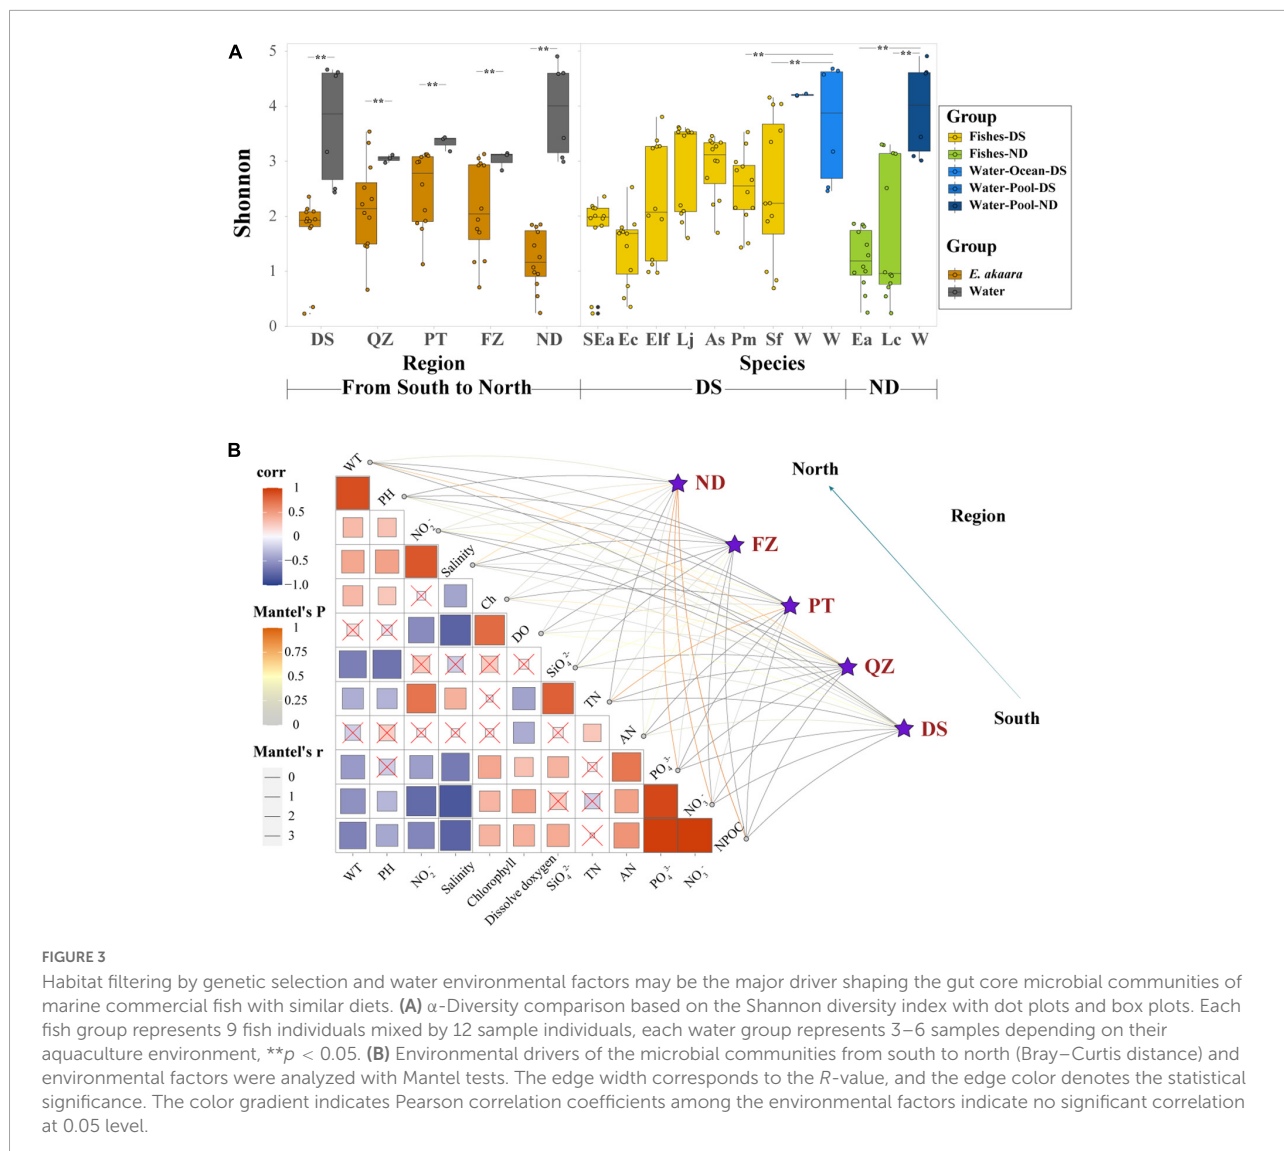 A
Shonnon
5
4
3
2
1
0
**
**
**
**
**
**
**
**
**
DS QZ PT FZ ND
Region
From South to North
SEa Ec Elf Lj As Pm Sf W W Ea Lc W
Species
DS
ND
Group
Fishes-DS
Fishes-ND
Water-Ocean-DS
Water-Pool-DS
Water-Pool-ND
Group
E. akaara
Water
B
corr
1
0.5
0
−0.5
−1.0
Mantel's P
1
0.75
0.5
0.25
0
Mantel's r
0
1
2
3
WT
PH
NO₂⁻
Salinity
Ch
DO
SiO₄²⁻
TN
AN
PO₄³⁻
NO₃⁻
NPOC
WT
PH
NO₂⁻
Salinity
Chlorophyll
Dissolve doxygen
SiO₄²⁻
TN
AN
PO₄³⁻
NO₃⁻
ND
FZ
PT
QZ
DS
North
Region
South
FIGURE 3
Habitat filtering by genetic selection and water environmental factors may be the major driver shaping the gut core microbial communities of
marine commercial fish with similar diets. (A) α-Diversity comparison based on the Shannon diversity index with dot plots and box plots. Each
fish group represents 9 fish individuals mixed by 12 sample individuals, each water group represents 3–6 samples depending on their
aquaculture environment, **p < 0.05. (B) Environmental drivers of the microbial communities from south to north (Bray–Curtis distance) and
environmental factors were analyzed with Mantel tests. The edge width corresponds to the R-value, and the edge color denotes the statistical
significance. The color gradient indicates Pearson correlation coefficients among the environmental factors indicate no significant correlation
at 0.05 level.